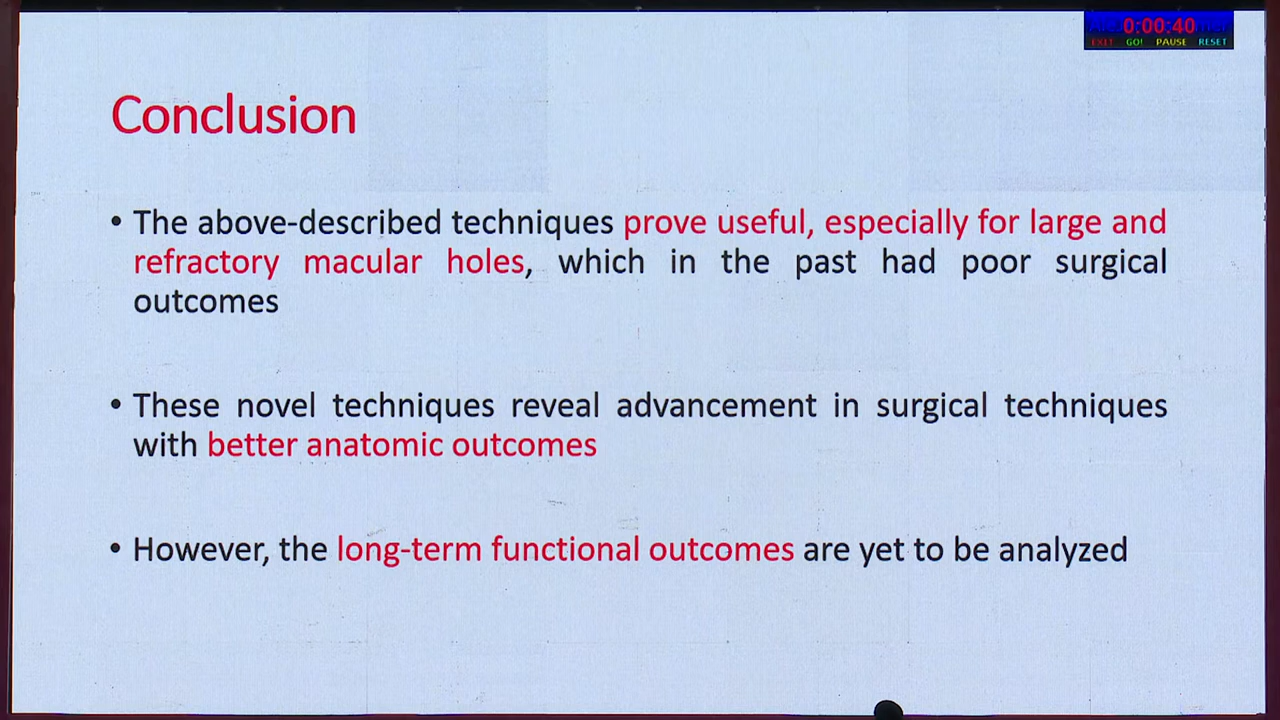 0:00:40
EXIT GO! PAUSE RESET
Conclusion
• The above-described techniques prove useful, especially for large and
refractory macular holes, which in the past had poor surgical
outcomes
• These novel techniques reveal advancement in surgical techniques
with better anatomic outcomes
• However, the long-term functional outcomes are yet to be analyzed